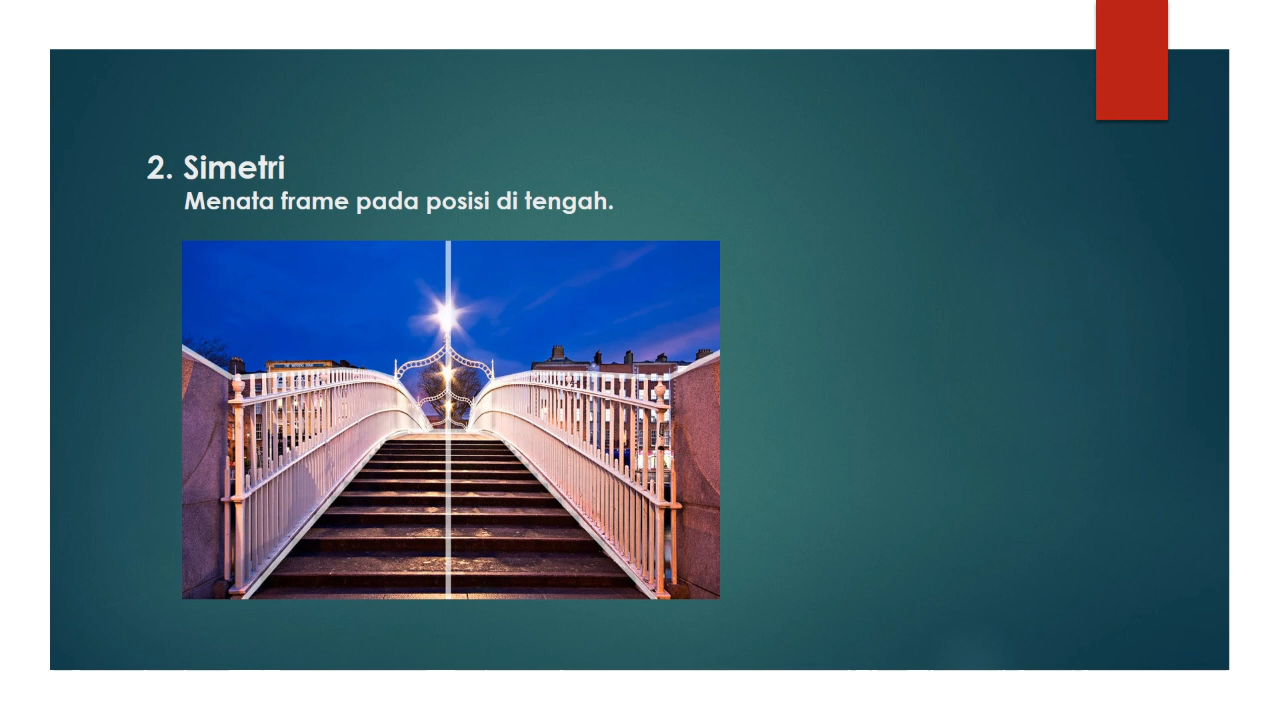 2. Simetri
Menata frame pada posisi di tengah.